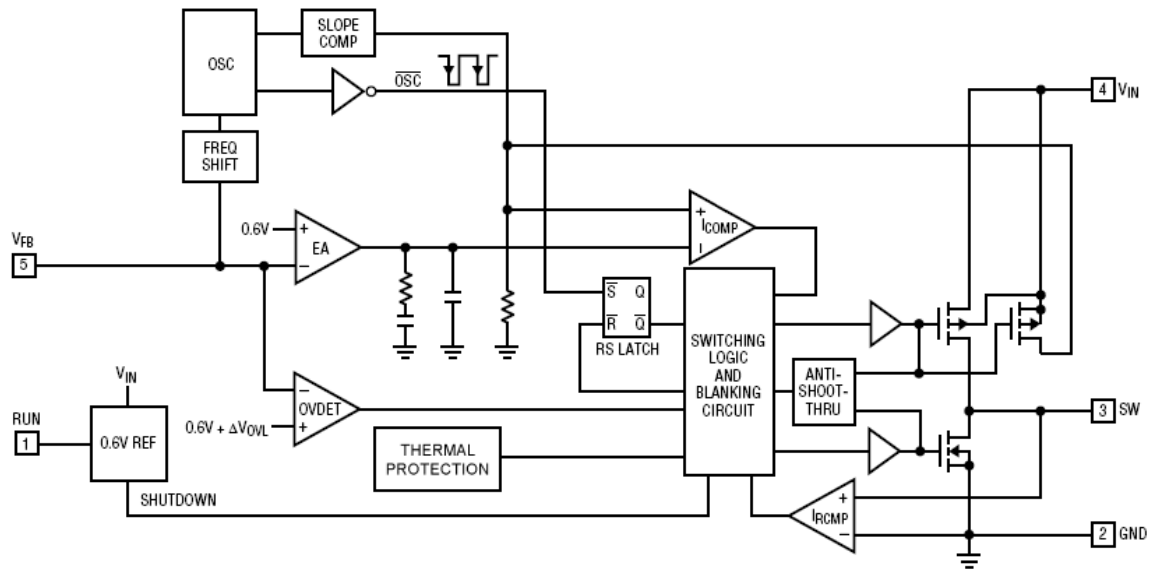 SLOPE
COMP
OSC
OSC
FREQ
SHIFT
4 VIN
0.6V
+
EA
−
VFB
5
+
ICOMP
−
S Q
R Q
RS LATCH
SWITCHING
LOGIC
AND
BLANKING
CIRCUIT
ANTI-
SHOOT-
THRU
VIN
RUN
1
0.6V REF
−
OVDET
+
0.6V + ΔVOVL
THERMAL
PROTECTION
3 SW
SHUTDOWN
+
IRCMP
−
2 GND